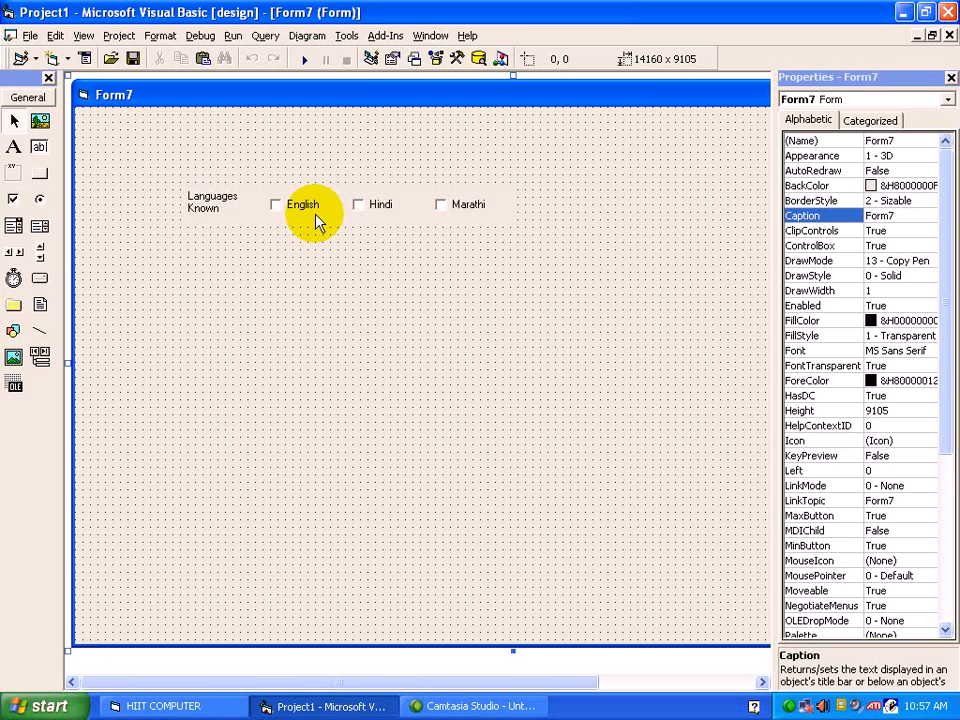 Project1 - Microsoft Visual Basic [design] - [Form7 (Form)]
File Edit View Project Format Debug Run Query Diagram Tools Add-Ins Window Help
0, 0 14160 x 9105
General
Form7
Languages
Known
English Hindi Marathi
Properties - Form7
Form7 Form
Alphabetic Categorized
(Name) Form7
Appearance 1 - 3D
AutoRedraw False
BackColor &H8000000F
BorderStyle 2 - Sizable
Caption Form7
ClipControls True
ControlBox True
DrawMode 13 - Copy Pen
DrawStyle 0 - Solid
DrawWidth 1
Enabled True
FillColor &H00000000
FillStyle 1 - Transparent
Font MS Sans Serif
FontTransparent True
ForeColor &H80000012
HasDC True
Height 9105
HelpContextID 0
Icon (Icon)
KeyPreview False
Left 0
LinkMode 0 - None
LinkTopic Form7
MaxButton True
MDIChild False
MinButton True
MouseIcon (None)
MousePointer 0 - Default
Moveable True
NegotiateMenus True
OLEDropMode 0 - None
Palette (None)
Caption
Returns/sets the text displayed in an
object's title bar or below an object's
start HIIT COMPUTER Project1 - Microsoft V... Camtasia Studio - Unt... 10:57 AM